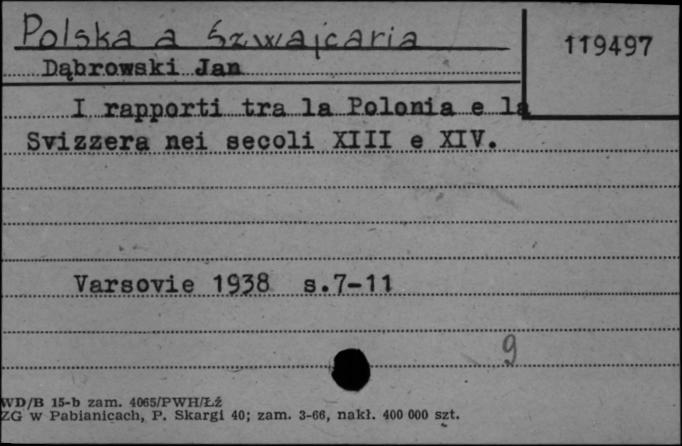 Polska a Szwajcaria
119497
Dąbrowski Jan
I rapporti tra la Polonia e la
Svizzera nei secoli XIII e XIV.
Varsovie 1938 s.7-11
9
WD/B 15-b zam. 4065/PWH/Łż
ZG w Pabianicach, P. Skargi 40; zam. 3-66, nakł. 400 000 szt.